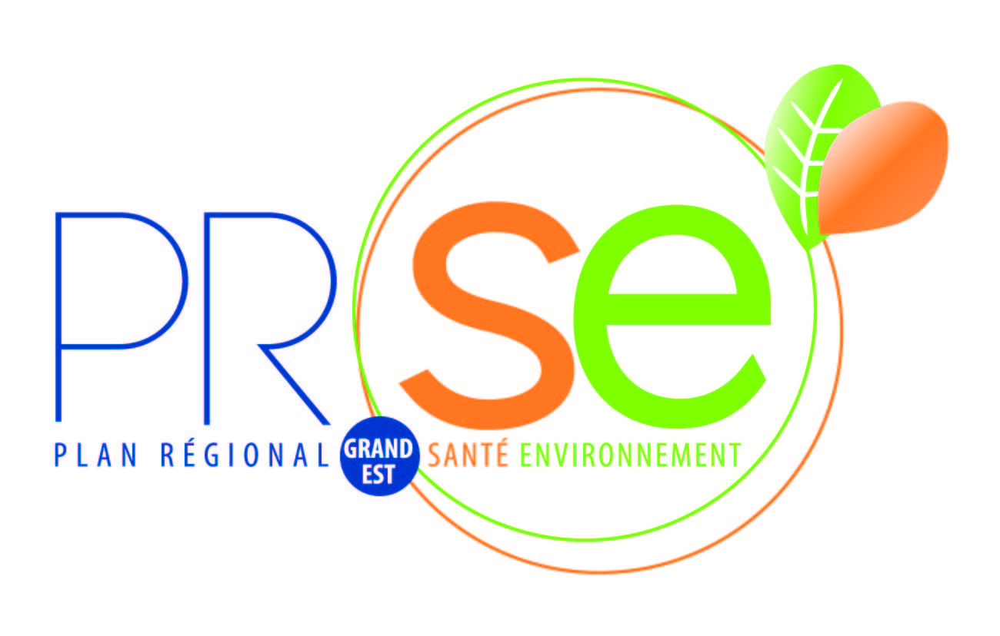 PRse
PLAN RÉGIONAL GRAND EST SANTÉ ENVIRONNEMENT